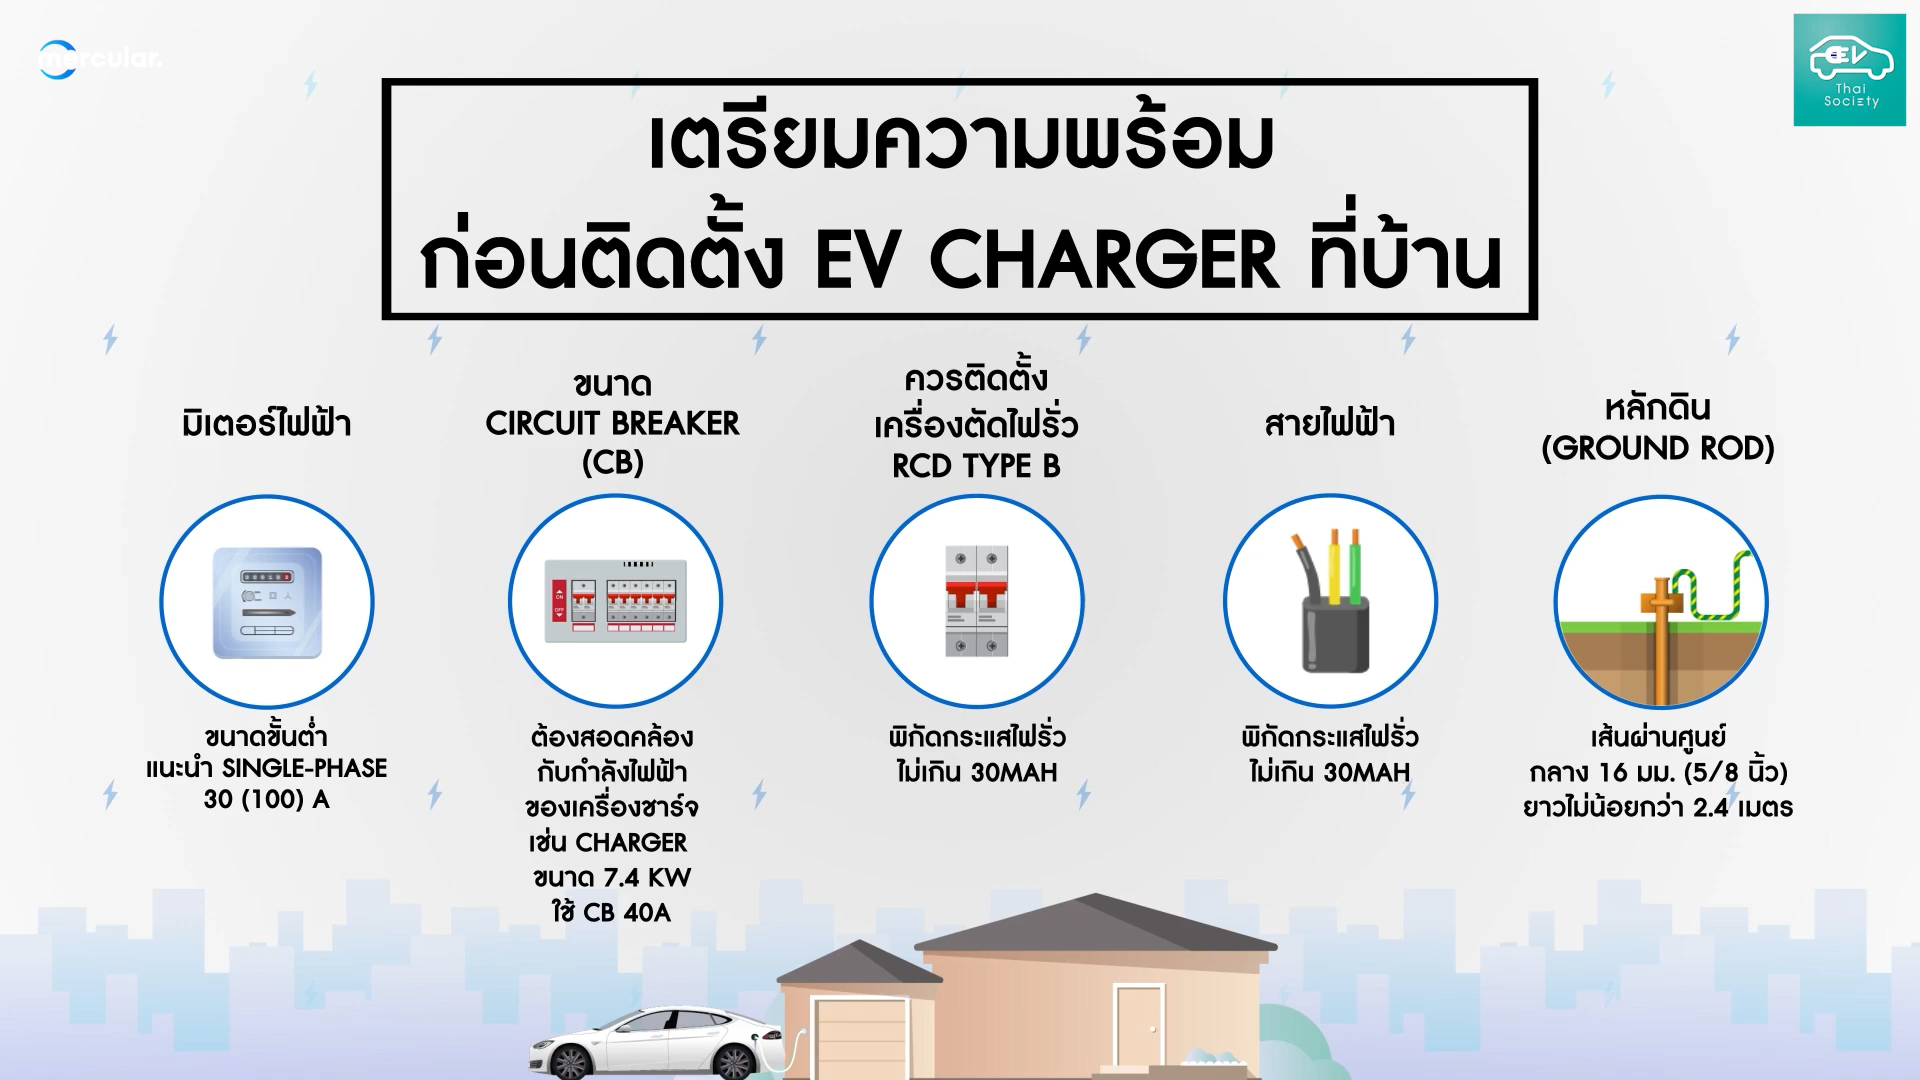 mercular.
EV
Thai
Society
เตรียมความพร้อม
ก่อนติดตั้ง EV CHARGER ที่บ้าน
มิเตอร์ไฟฟ้า
ขนาดขั้นต่ำ
แนะนำ SINGLE-PHASE
30 (100) A
ขนาด
CIRCUIT BREAKER
(CB)
ON
OFF
ต้องสอดคล้อง
กับกำลังไฟฟ้า
ของเครื่องชาร์จ
เช่น CHARGER
ขนาด 7.4 KW
ใช้ CB 40A
ควรติดตั้ง
เครื่องตัดไฟรั่ว
RCD TYPE B
พิกัดกระแสไฟรั่ว
ไม่เกิน 30MAH
สายไฟฟ้า
พิกัดกระแสไฟรั่ว
ไม่เกิน 30MAH
หลักดิน
(GROUND ROD)
เส้นผ่านศูนย์
กลาง 16 มม. (5/8 นิ้ว)
ยาวไม่น้อยกว่า 2.4 เมตร